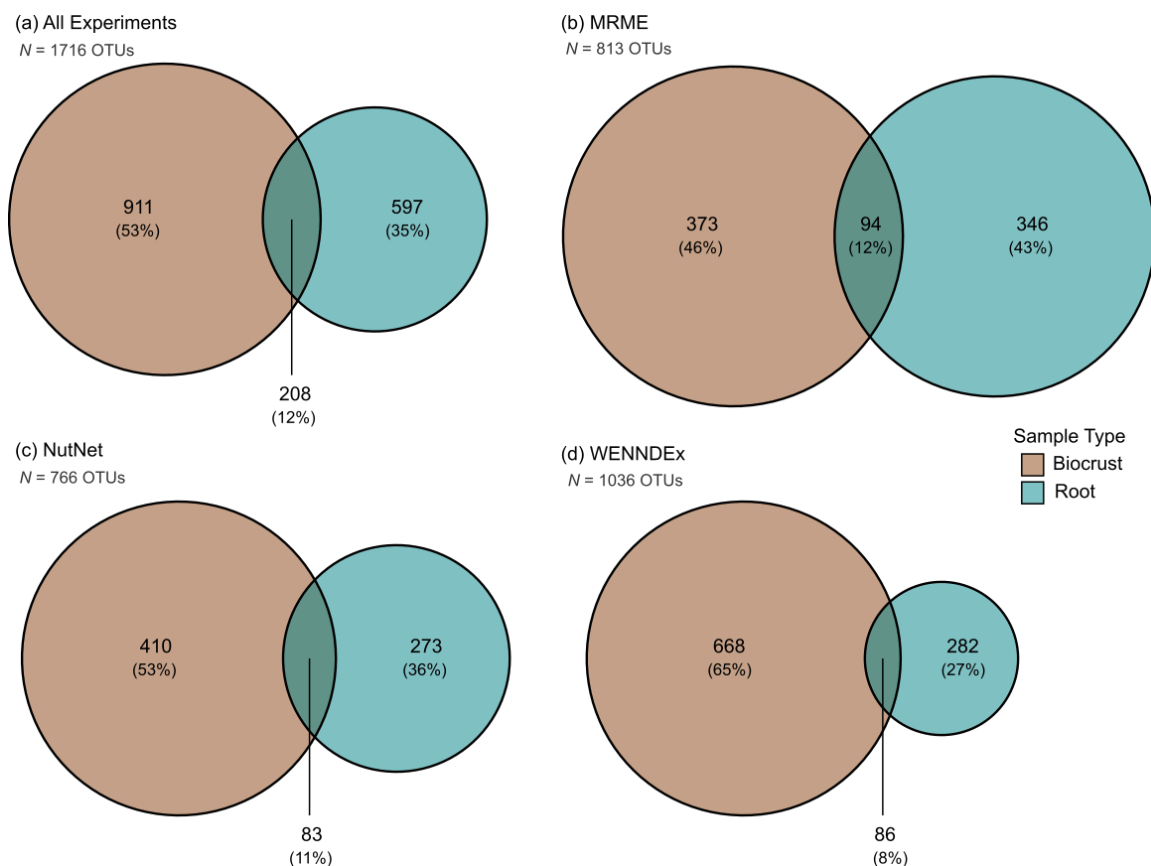 (a) All Experiments
N = 1716 OTUs
911
(53%)
597
(35%)
208
(12%)
(b) MRME
N = 813 OTUs
373
(46%)
94
(12%)
346
(43%)
(c) NutNet
N = 766 OTUs
410
(53%)
273
(36%)
83
(11%)
(d) WENNDEx
N = 1036 OTUs
668
(65%)
282
(27%)
86
(8%)
Sample Type
Biocrust
Root